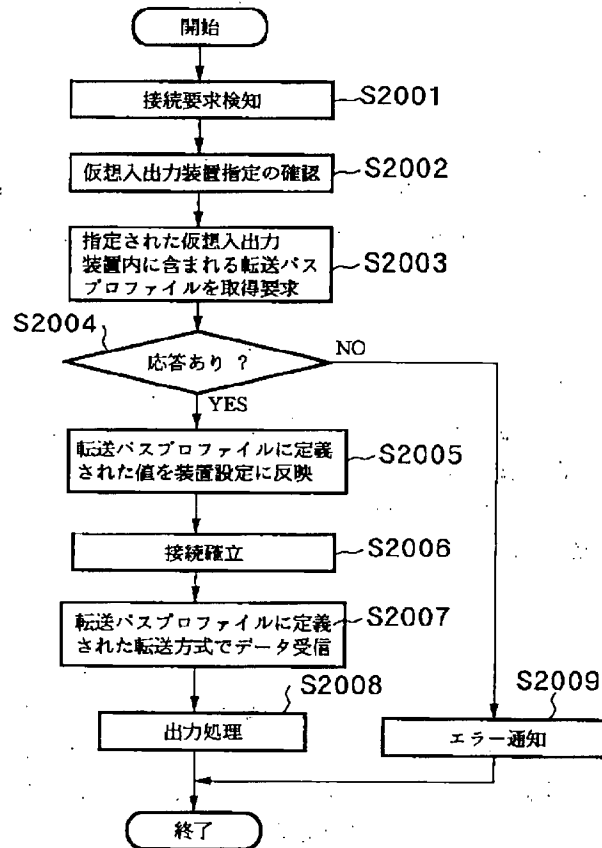 開始
接続要求検知
S2001
仮想入出力装置指定の確認
S2002
指定された仮想入出力
装置内に含まれる転送パス
プロファイルを取得要求
S2003
S2004
応答あり ?
NO
YES
転送パスプロファイルに定義
された値を装置設定に反映
S2005
接続確立
S2006
転送パスプロファイルに定義
された転送方式でデータ受信
S2007
S2008
出力処理
S2009
エラー通知
終了